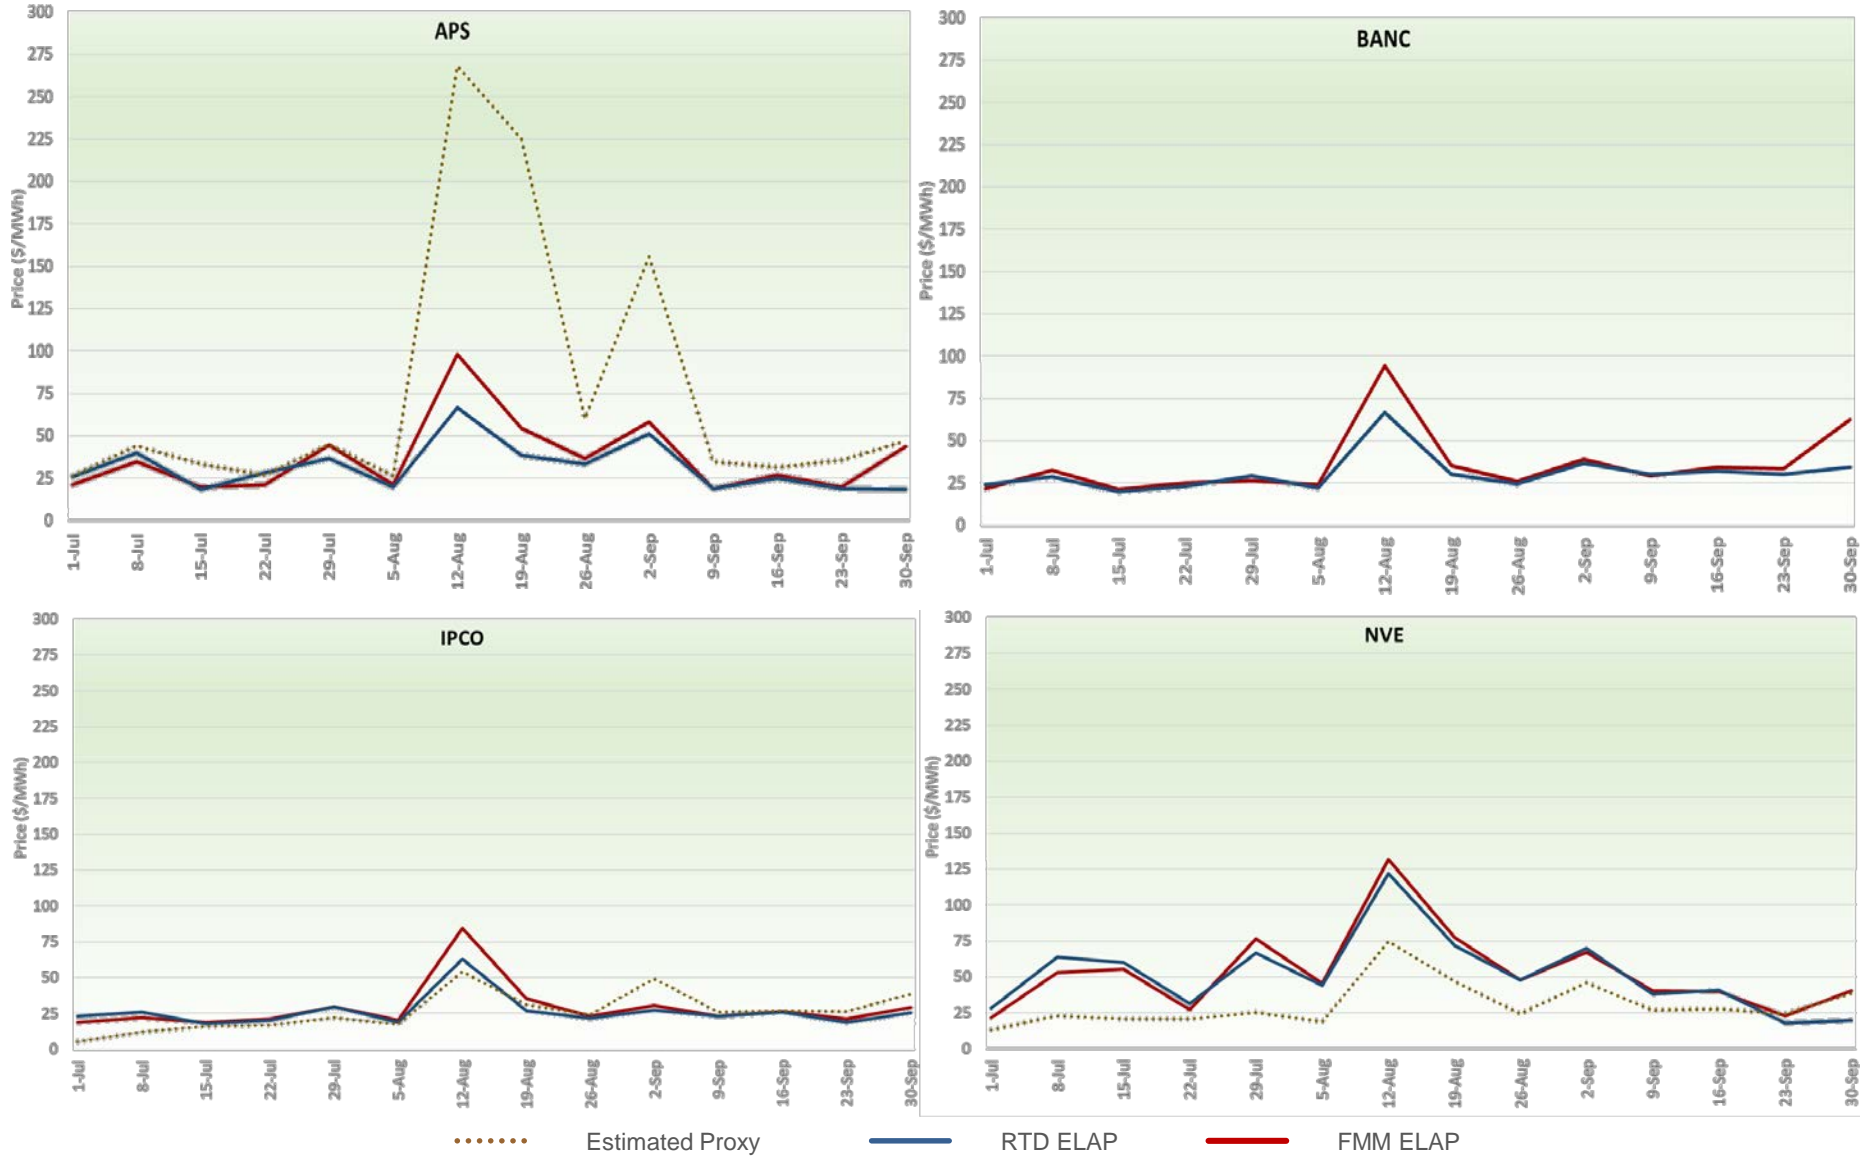 APS
Price ($/MWh)
300
275
250
225
200
175
150
125
100
75
50
25
0
1-Jul
8-Jul
15-Jul
22-Jul
29-Jul
5-Aug
12-Aug
19-Aug
26-Aug
2-Sep
9-Sep
16-Sep
23-Sep
30-Sep
BANC
Price ($/MWh)
300
275
250
225
200
175
150
125
100
75
50
25
0
1-Jul
8-Jul
15-Jul
22-Jul
29-Jul
5-Aug
12-Aug
19-Aug
26-Aug
2-Sep
9-Sep
16-Sep
23-Sep
30-Sep
IPCO
Price ($/MWh)
300
275
250
225
200
175
150
125
100
75
50
25
0
1-Jul
8-Jul
15-Jul
22-Jul
29-Jul
5-Aug
12-Aug
19-Aug
26-Aug
2-Sep
9-Sep
16-Sep
23-Sep
30-Sep
NVE
Price ($/MWh)
300
275
250
225
200
175
150
125
100
75
50
25
0
1-Jul
8-Jul
15-Jul
22-Jul
29-Jul
5-Aug
12-Aug
19-Aug
26-Aug
2-Sep
9-Sep
16-Sep
23-Sep
30-Sep
Estimated Proxy
RTD ELAP
FMM ELAP